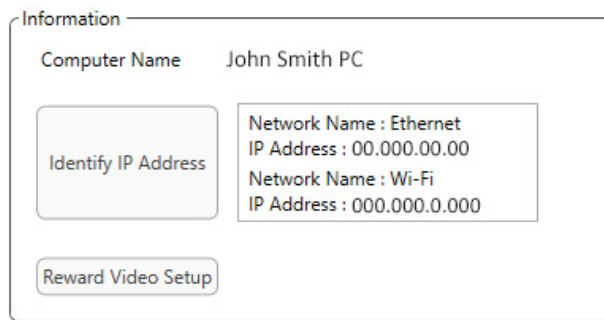 Information
Computer Name John Smith PC
Identify IP Address
Network Name : Ethernet
IP Address : 00.000.00.00
Network Name : Wi-Fi
IP Address : 000.000.0.000
Reward Video Setup